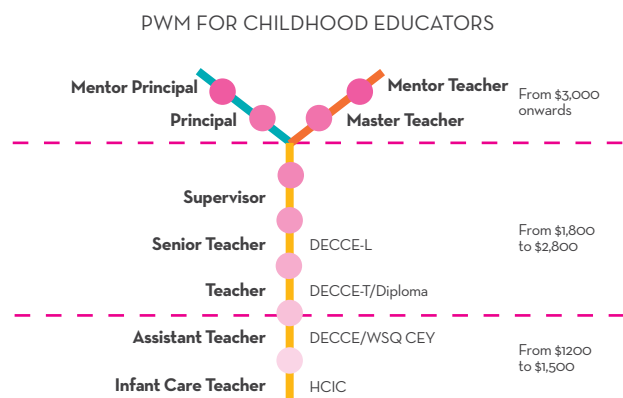 PWM FOR CHILDHOOD EDUCATORS
Mentor Principal
Mentor Teacher
From $3,000
onwards
Principal
Master Teacher
Supervisor
Senior Teacher
DECCE-L
From $1,800
to $2,800
Teacher
DECCE-T/Diploma
Assistant Teacher
DECCE/WSQ CEY
From $1200
to $1,500
Infant Care Teacher
HCIC